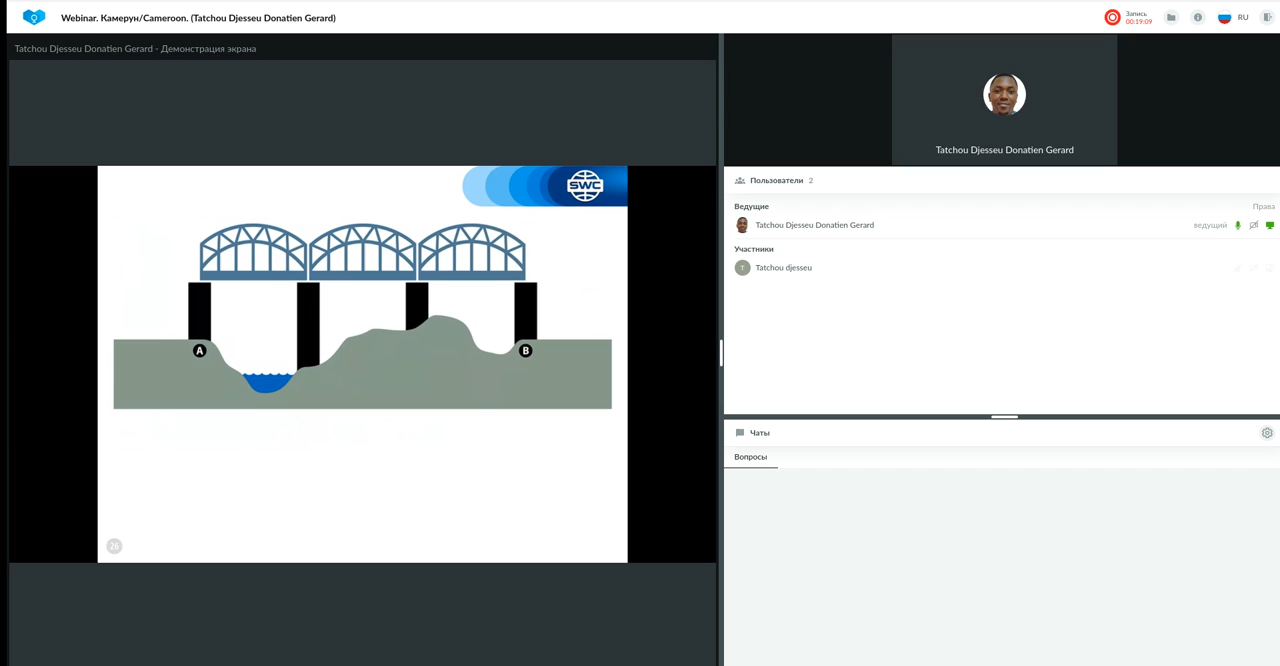 Webinar. Камерун/Cameroon. (Tatchou Djesseu Donatien Gerard)
Запись
00:19:09
RU
Tatchou Djesseu Donatien Gerard - Демонстрация экрана
SWC
A
B
26
Tatchou Djesseu Donatien Gerard
Пользователи 2
Ведущие Права
Tatchou Djesseu Donatien Gerard ведущий
Участники
T Tatchou djesseu
Чаты
Вопросы